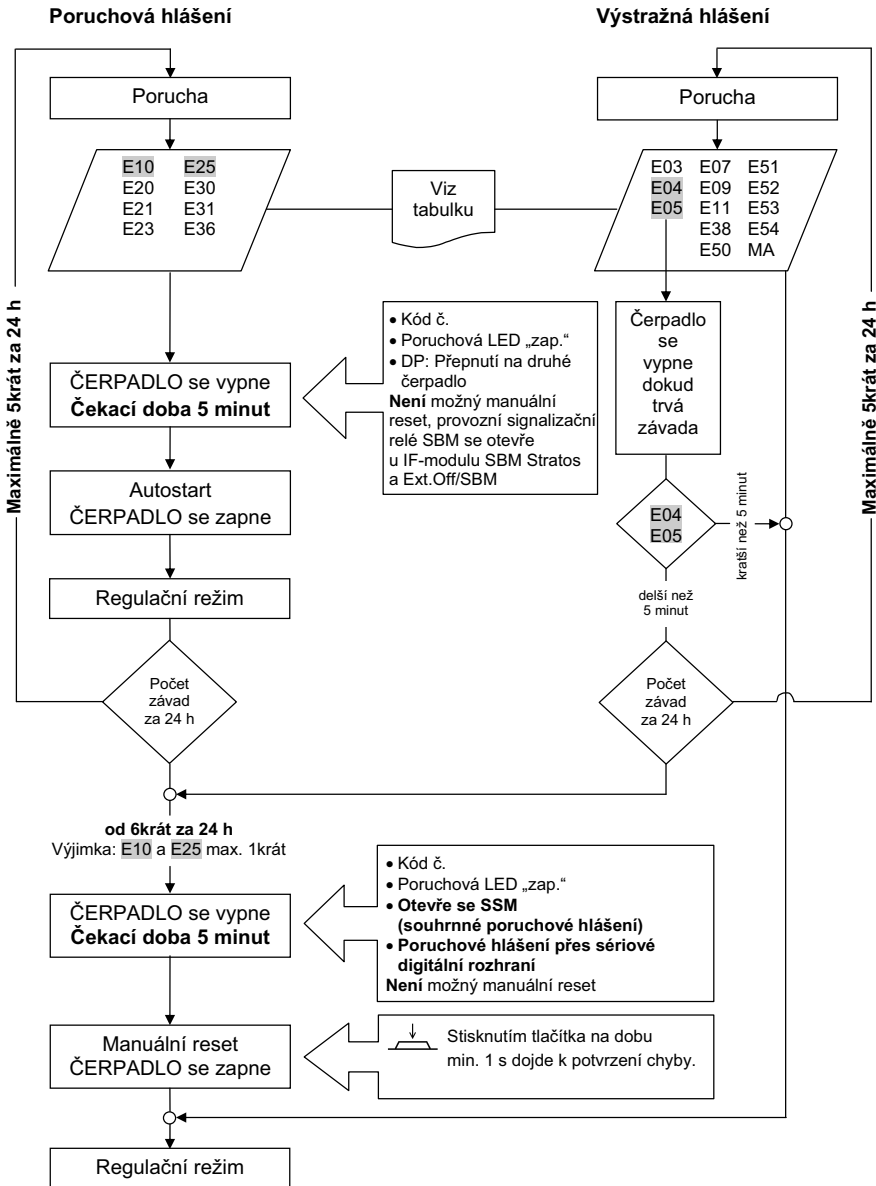 Poruchová hlášení
Výstražná hlášení
Porucha
Porucha
E10 E25
E20 E30
E21 E31
E23 E36
Viz
tabulku
E03 E07 E51
E04 E09 E52
E05 E11 E53
E38 E54
E50 MA
Maximálně 5krát za 24 h
Maximálně 5krát za 24 h
• Kód č.
• Poruchová LED „zap.“
• DP: Přepnutí na druhé
čerpadlo
Není možný manuální
reset, provozní signalizační
relé SBM se otevře
u IF-modulu SBM Stratos
a Ext.Off/SBM
Čerpadlo
se
vypne
dokud
trvá
závada
ČERPADLO se vypne
Čekací doba 5 minut
Autostart
ČERPADLO se zapne
E04
E05
kratší než 5 minut
delší než
5 minut
Regulační režim
Počet
závad
za 24 h
Počet
závad
za 24 h
od 6krát za 24 h
Výjimka: E10 a E25 max. 1krát
ČERPADLO se vypne
Čekací doba 5 minut
• Kód č.
• Poruchová LED „zap.“
• Otevře se SSM
(souhrnné poruchové hlášení)
• Poruchové hlášení přes sériové
digitální rozhraní
Není možný manuální reset
Manuální reset
ČERPADLO se zapne
Stisknutím tlačítka na dobu
min. 1 s dojde k potvrzení chyby.
Regulační režim